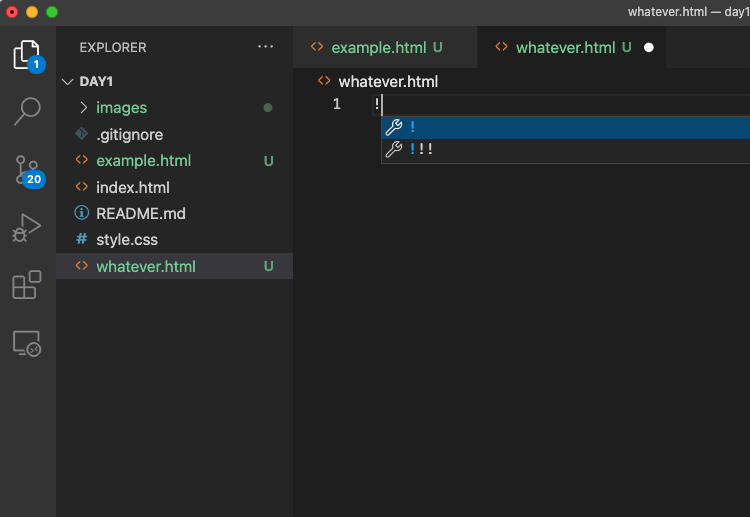 whatever.html — day1
EXPLORER ···
DAY1
images
.gitignore
example.html U
index.html
README.md
style.css
whatever.html U
1
20
example.html U
whatever.html U
whatever.html
1 !
!
!!!